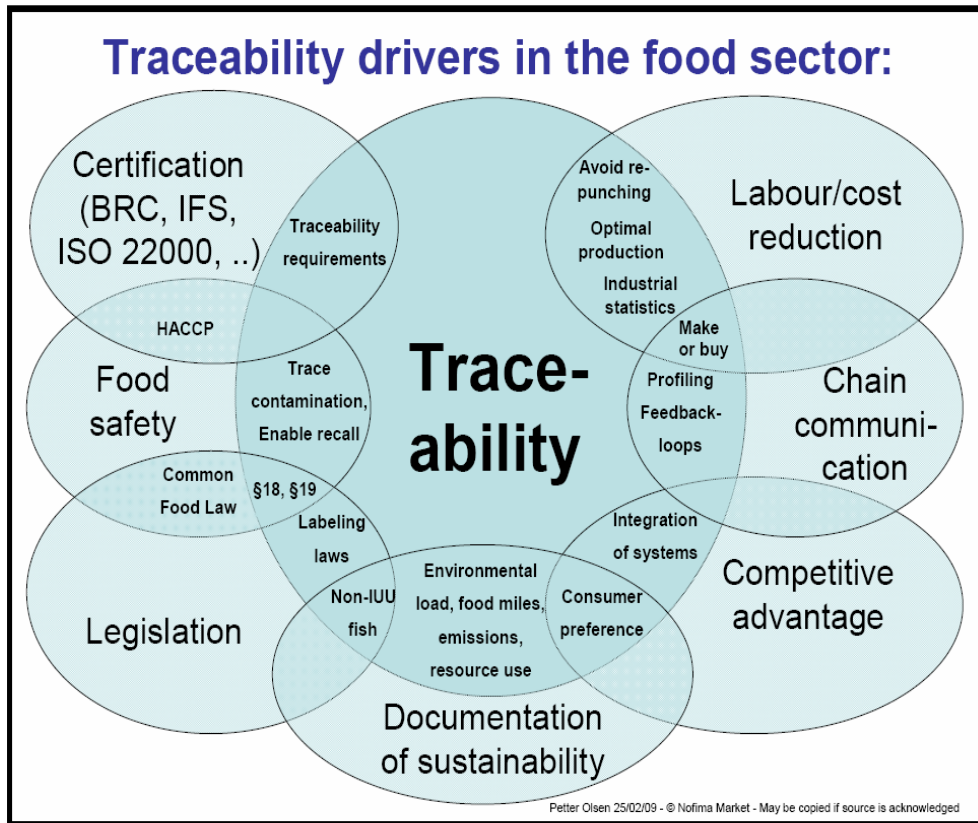 Traceability drivers in the food sector:
Certification
(BRC, IFS,
ISO 22000, ..)
Traceability
requirements
Avoid re-
punching
Optimal
production
Industrial
statistics
Labour/cost
reduction
HACCP
Food
safety
Trace
contamination,
Enable recall
Trace-
ability
Make
or buy
Profiling
Feedback-
loops
Chain
communi-
cation
Common
Food Law
§18, §19
Labeling
laws
Non-IUU
fish
Legislation
Environmental
load, food miles,
emissions,
resource use
Integration
of systems
Consumer
preference
Competitive
advantage
Documentation
of sustainability
Petter Olsen 25/02/09 - © Nofima Market - May be copied if source is acknowledged